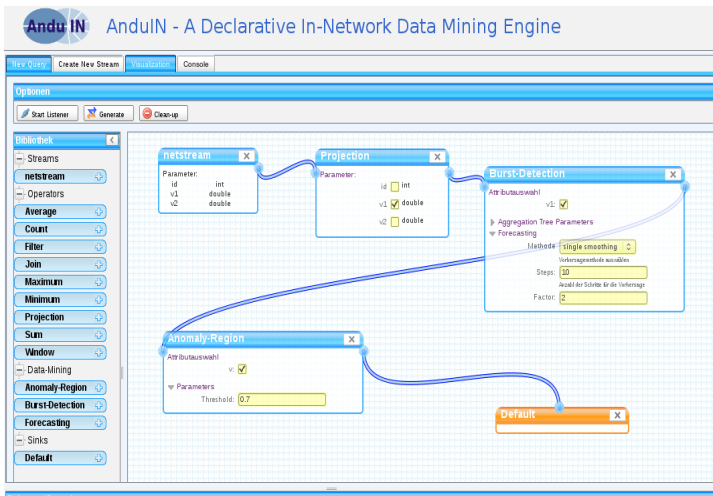 AnduIN AnduIN - A Declarative In-Network Data Mining Engine
New Query Create New Stream Visualization Console
Optionen
Start Listener Generate Clean-up
Bibliothek
Streams
netstream
Operators
Average
Count
Filter
Join
Maximum
Minimum
Projection
Sum
Window
Data-Mining
Anomaly-Region
Burst-Detection
Forecasting
Sinks
Default
netstream X
Parameter:
id int
v1 double
v2 double
Projection X
Parameter:
id int
v1 double
v2 double
Burst-Detection X
Attributauswahl
v1:
Aggregation Tree Parameters
Forecasting
Methode single smoothing
Vorhersagemethode auswählen
Steps: 10
Anzahl der Schritte für die Vorhersage
Factor: 2
Anomaly-Region X
Attributauswahl
v:
Parameters
Threshold: 0.7
Default X